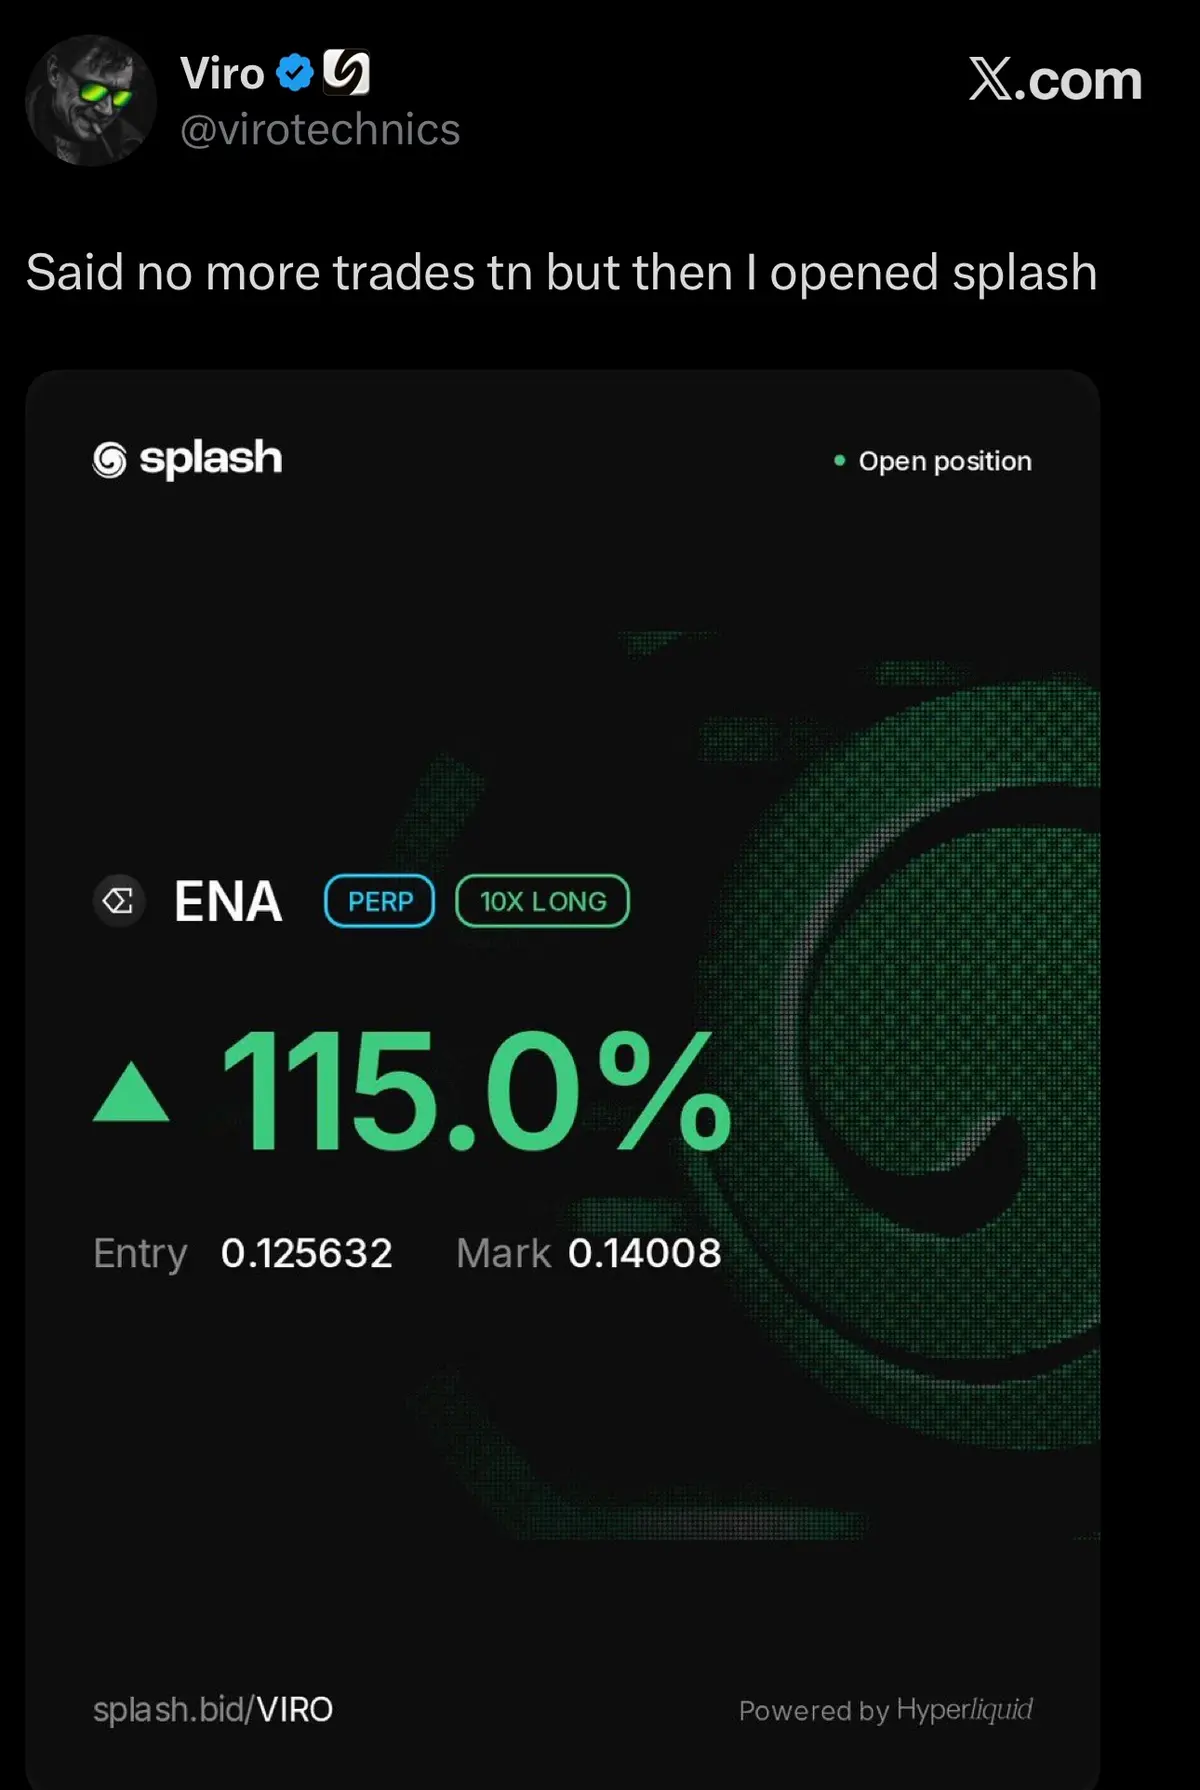 Viro
X.com
@virotechnics
Said no more trades tn but then I opened splash
splash
Open position
ENA PERP 10X LONG
115.0%
Entry 0.125632 Mark 0.14008
splash.bid/VIRO
Powered by Hyperliquid